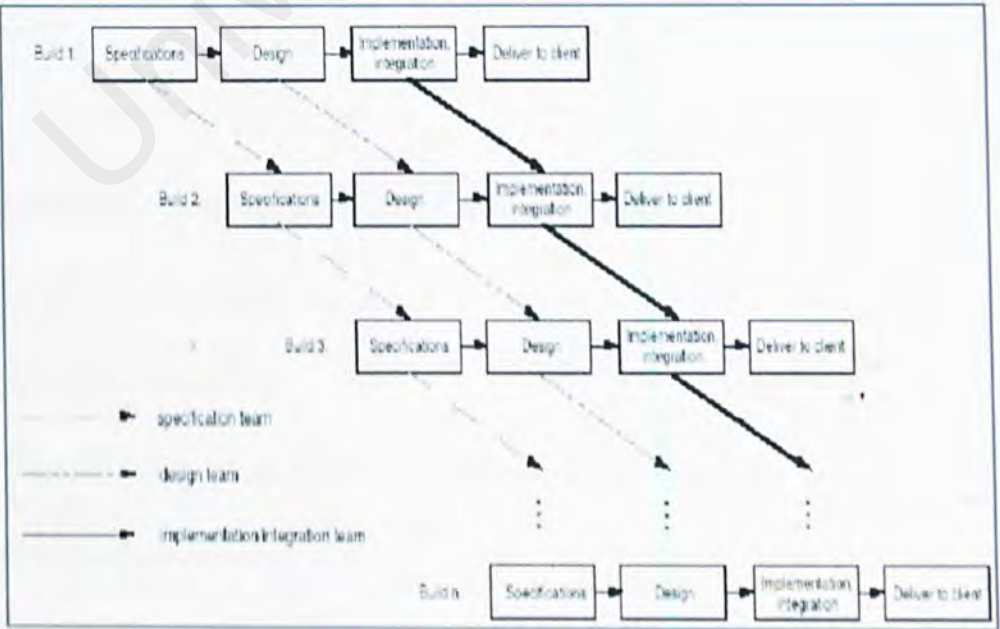 Build 1. Specifications Design Implementation, Deliver to client
integration
Build 2. Specifications Design Implementation, Deliver to client
integration
Build 3. Specifications Design Implementation, Deliver to client
integration
specification team
design team
implementation/integration team
Build n. Specifications Design Implementation, Deliver to client
integration